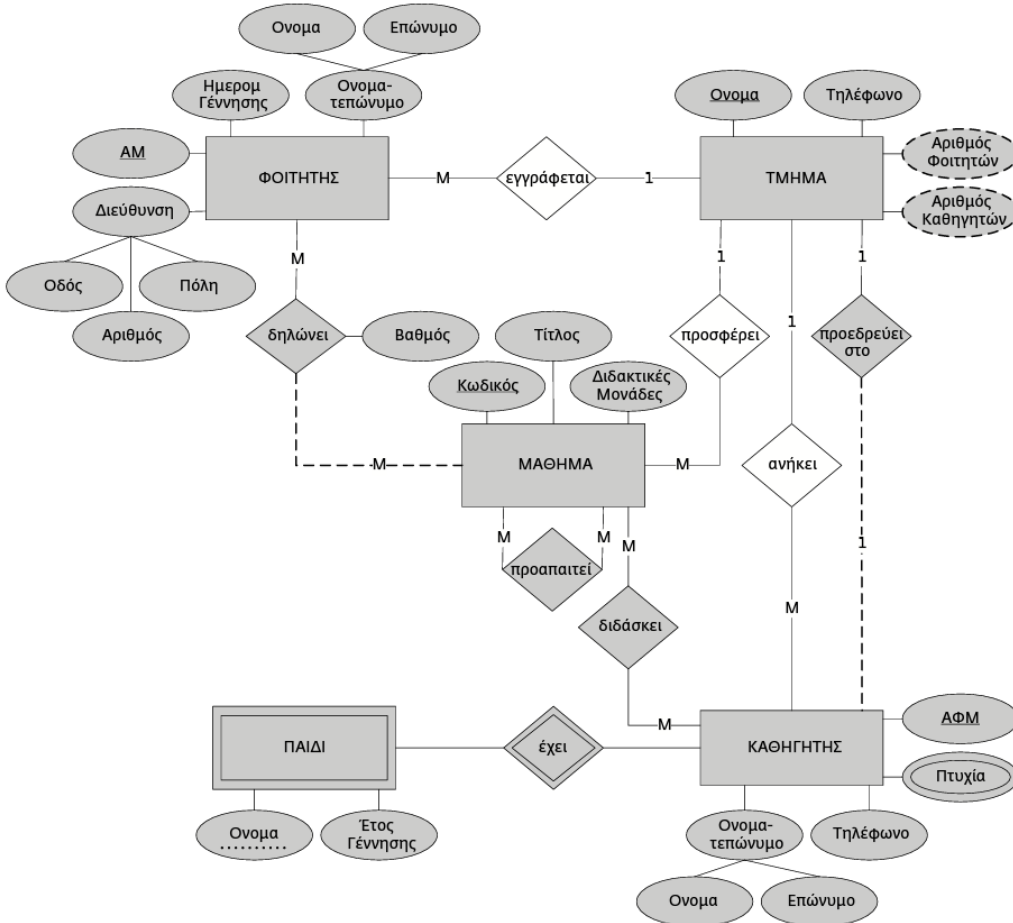 Ονομα
Επώνυμο
Ημερομ
Γέννησης
Ονομα-
τεπώνυμο
Ονομα
Τηλέφωνο
ΑΜ
ΦΟΙΤΗΤΗΣ
Μ
εγγράφεται
1
ΤΜΗΜΑ
Αριθμός
Φοιτητών
Αριθμός
Καθηγητών
Διεύθυνση
Οδός
Πόλη
Αριθμός
Μ
1
1
1
δηλώνει
Βαθμός
Τίτλος
προσφέρει
προεδρεύει
στο
Κωδικός
Διδακτικές
Μονάδες
Μ
ΜΑΘΗΜΑ
Μ
ανήκει
Μ
Μ
Μ
1
προαπαιτεί
διδάσκει
Μ
Μ
ΠΑΙΔΙ
έχει
ΚΑΘΗΓΗΤΗΣ
ΑΦΜ
Πτυχία
Ονομα
Έτος
Γέννησης
Ονομα-
τεπώνυμο
Τηλέφωνο
Ονομα
Επώνυμο